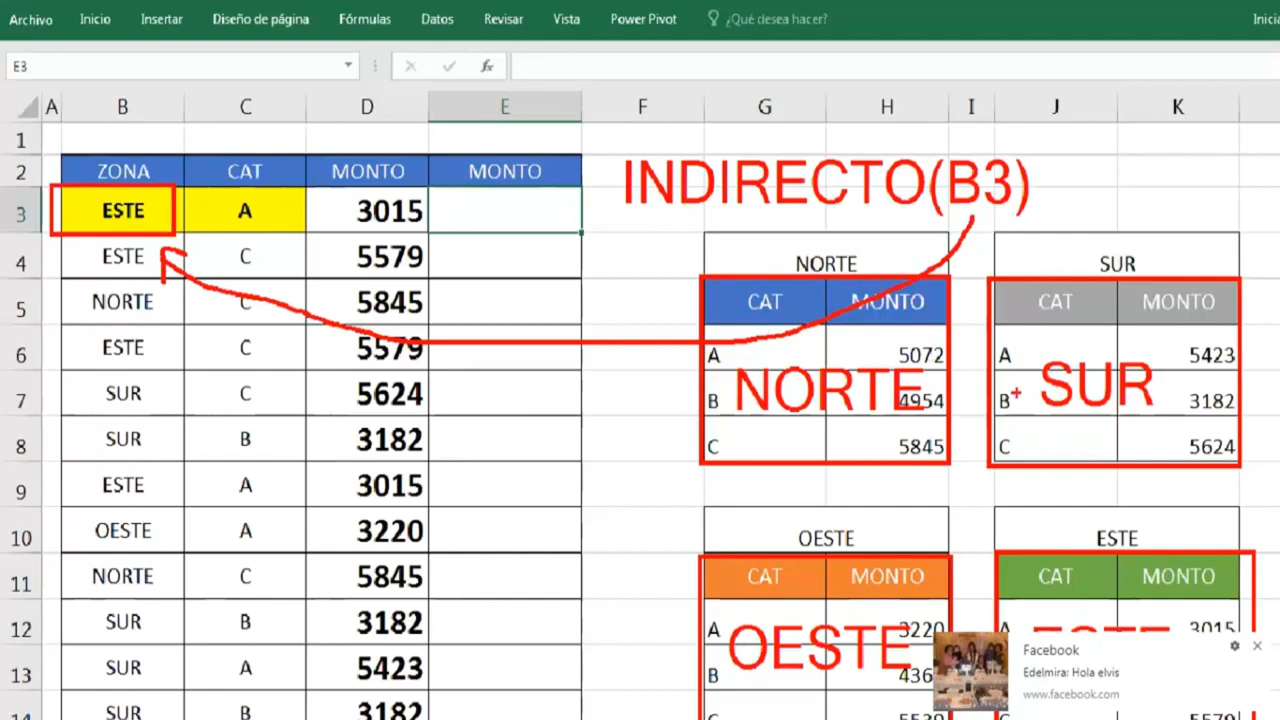 Archivo Inicio Insertar Diseño de página Fórmulas Datos Revisar Vista Power Pivot ¿Qué desea hacer? Inicia
E3 fx
A B C D E F G H I J K
1
2 ZONA CAT MONTO MONTO
INDIRECTO(B3)
3 ESTE A 3015
4 ESTE C 5579 NORTE SUR
5 NORTE C 5845 CAT MONTO CAT MONTO
6 ESTE C 5579 A 5072 A 5423
NORTE SUR
7 SUR C 5624 B 4954 B 3182
8 SUR B 3182 C 5845 C 5624
9 ESTE A 3015
10 OESTE A 3220 OESTE ESTE
11 NORTE C 5845 CAT MONTO CAT MONTO
12 SUR B 3182 A 3220 A 3015
OESTE
13 SUR A 5423 B
14 SUR B 3182 C
Facebook
Edelmira: Hola elvis
www.facebook.com